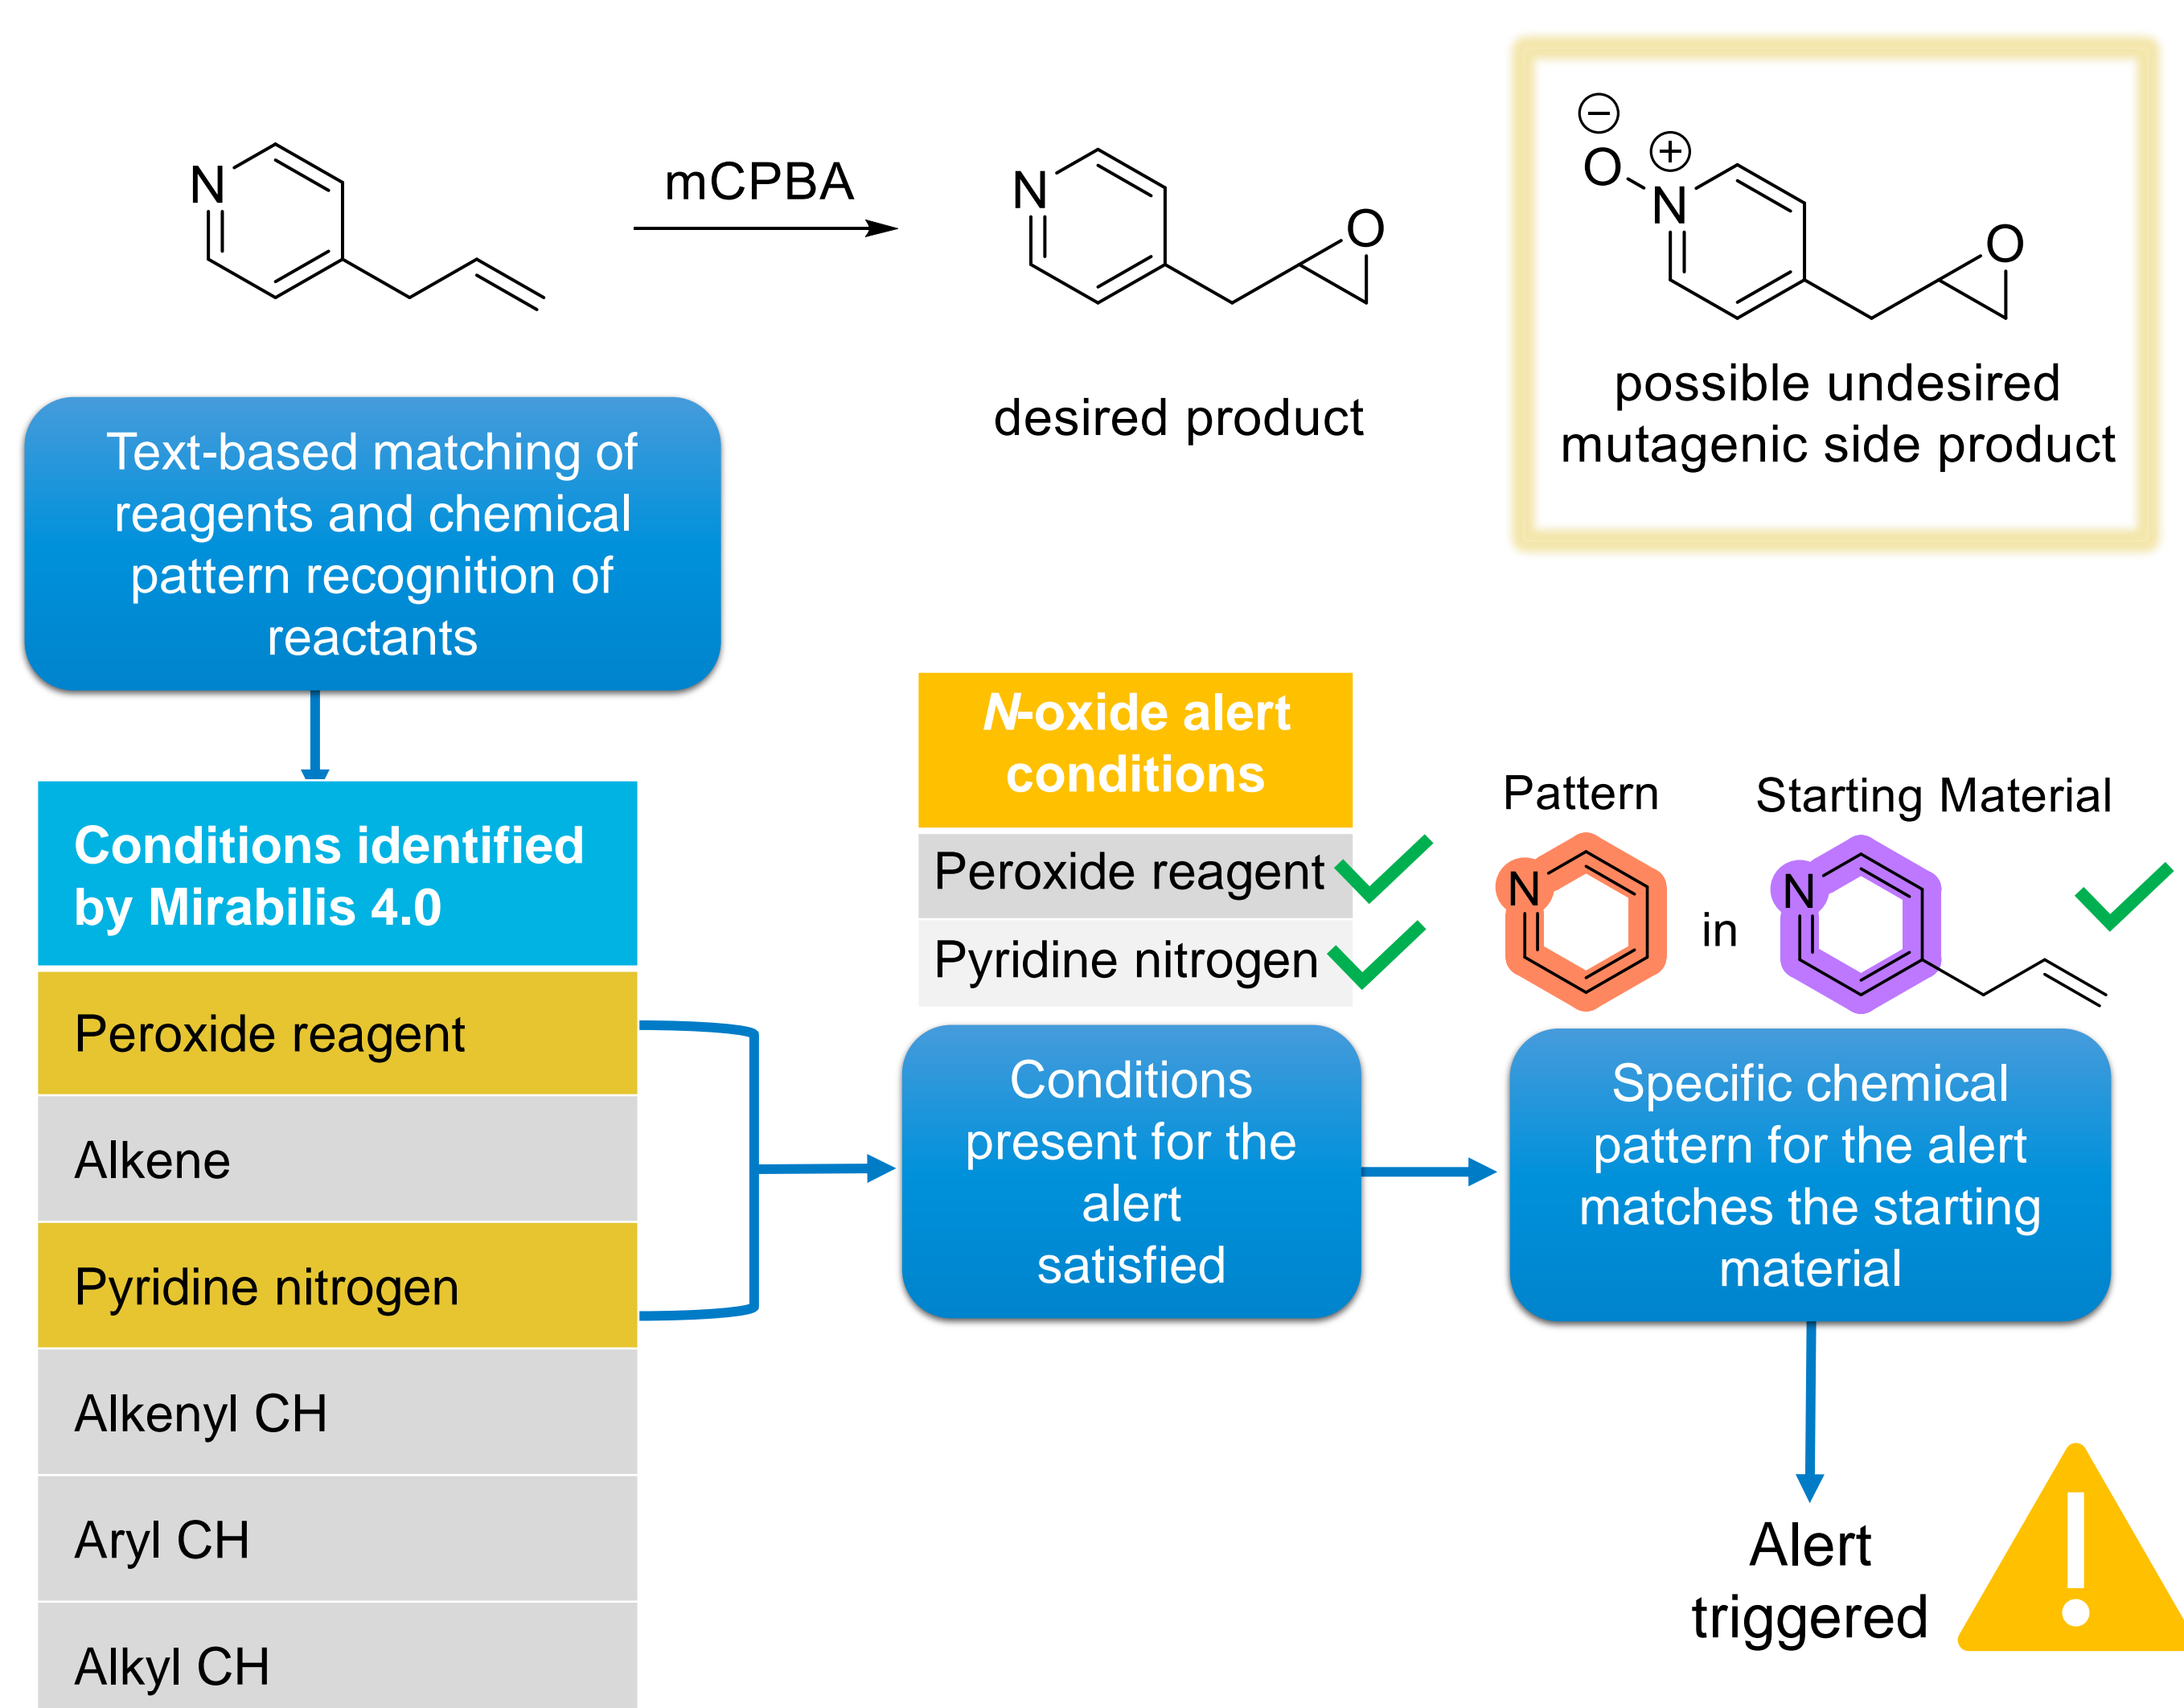 N
mCPBA
N
O
desired product
−
O
+
N
O
possible undesired
mutagenic side product
Text-based matching of
reagents and chemical
pattern recognition of
reactants
Conditions identified
by Mirabilis 4.0
Peroxide reagent
Alkene
Pyridine nitrogen
Alkenyl CH
Aryl CH
Alkyl CH
N-oxide alert
conditions
Peroxide reagent
Pyridine nitrogen
Conditions
present for the
alert
satisfied
Pattern
N
in
Starting Material
N
Specific chemical
pattern for the alert
matches the starting
material
Alert
triggered
!